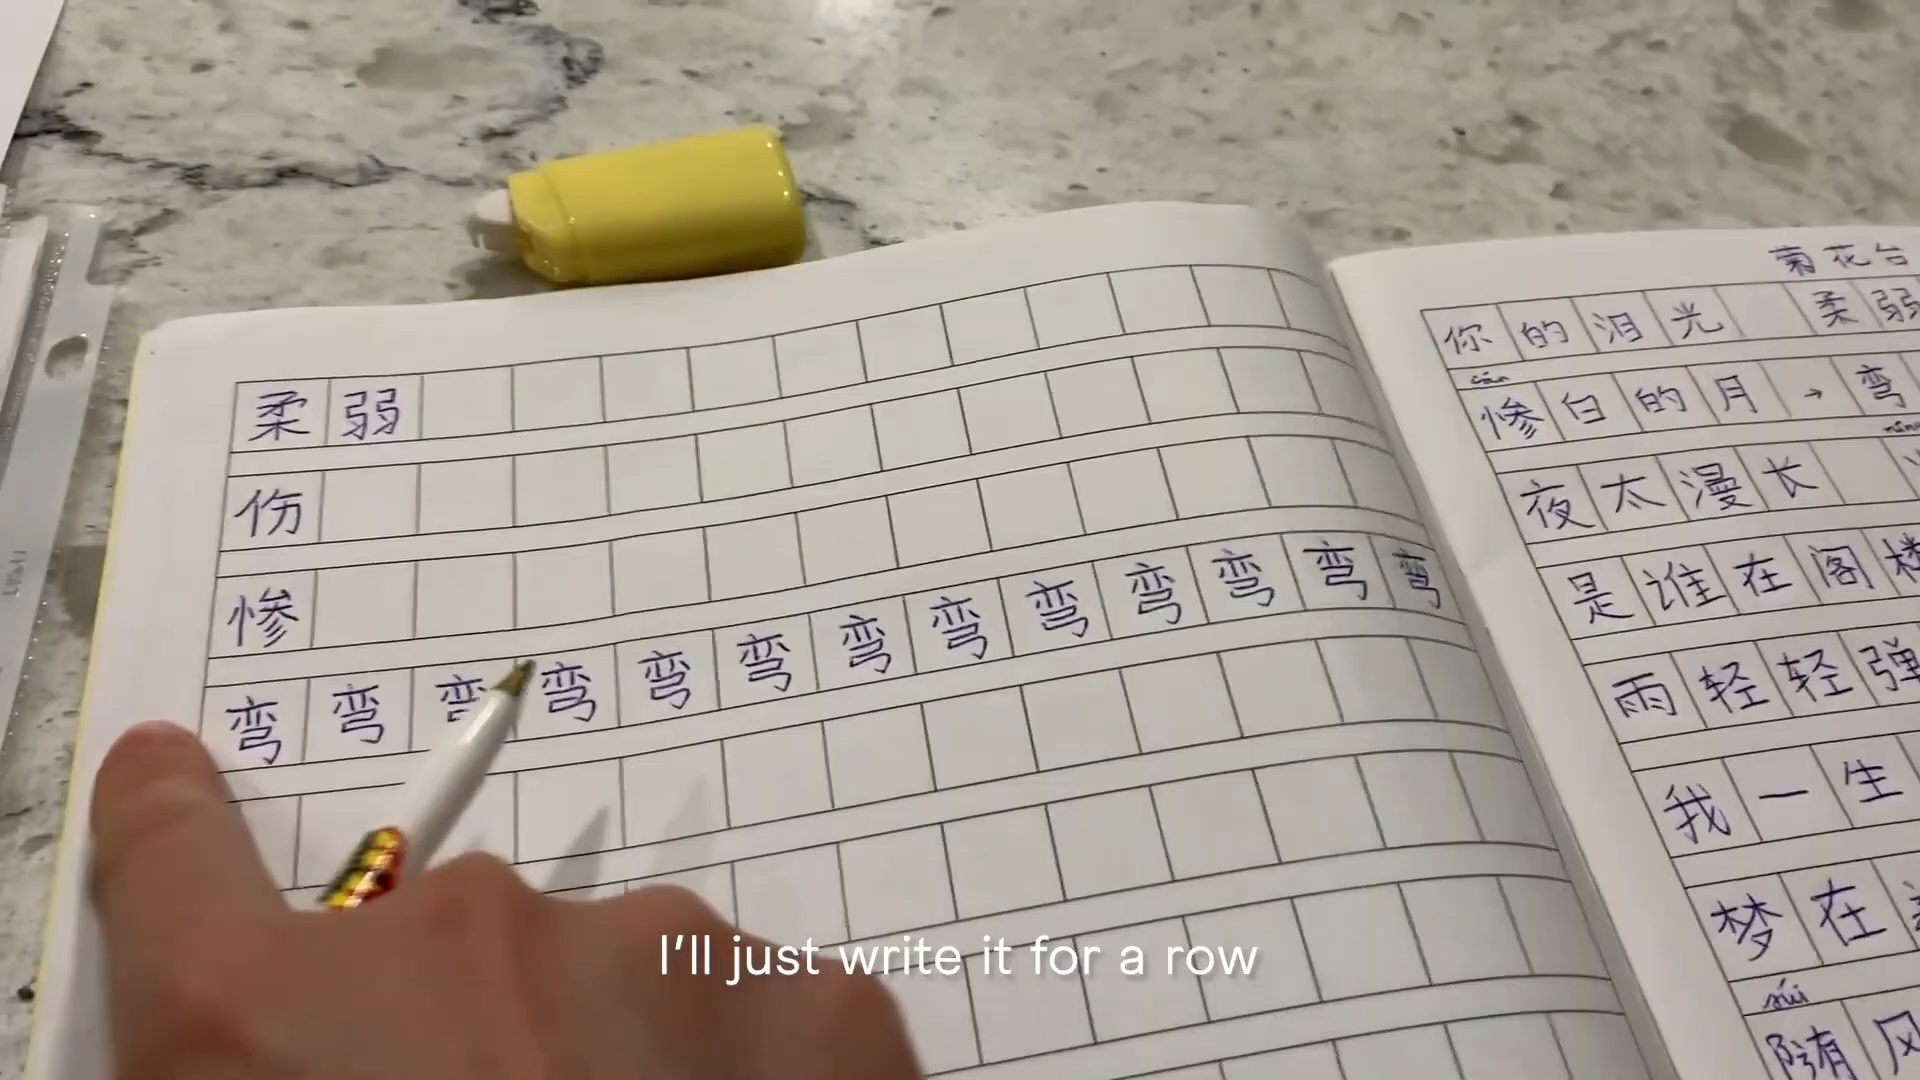 柔弱
伤
惨
弯弯弯弯弯弯弯弯弯弯弯弯弯
菊花台
你的泪光 柔弱
cǎn
惨白的月→弯
夜太漫长
是谁在阁楼
雨轻轻弹
我一生
梦在
suí
随风
I'll just write it for a row